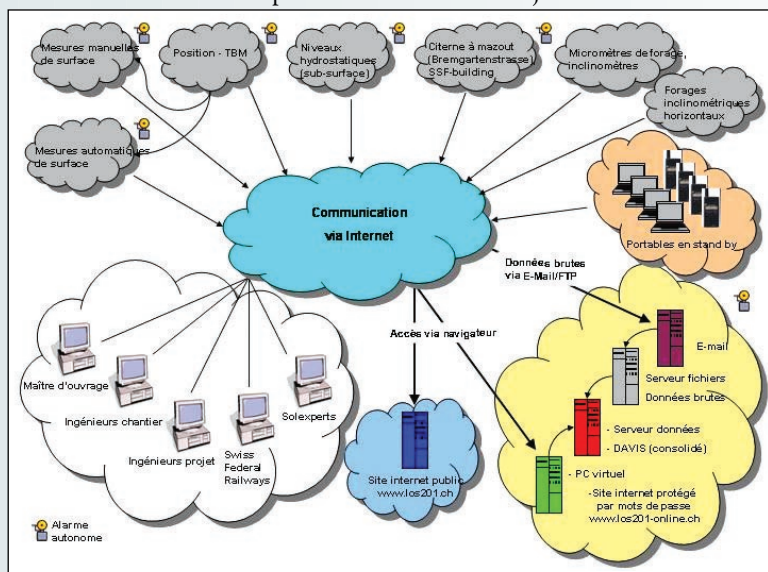 Mesures manuelles
de surface
Position - TBM
Niveaux
hydrostatiques
(sub-surface)
Citerne à mazout
(Bremgartenstrasse)
SSF-building
Micromètres de forage,
inclinomètres
Forages
inclinométriques
horizontaux
Mesures automatiques
de surface
Communication
via Internet
Portables en stand by
Données brutes
via E-Mail/FTP
Accès via navigateur
E-mail
Serveur fichiers
Données brutes
- Serveur données
- DAVIS (consolidé)
- PC virtuel
-Site internet protégé
par mots de passe
www.los201-online.ch
Maître d'ouvrage
Ingénieurs chantier
Ingénieurs projet
Swiss
Federal
Railways
Solexperts
Site internet public
www.los201.ch
Alarme
autonome